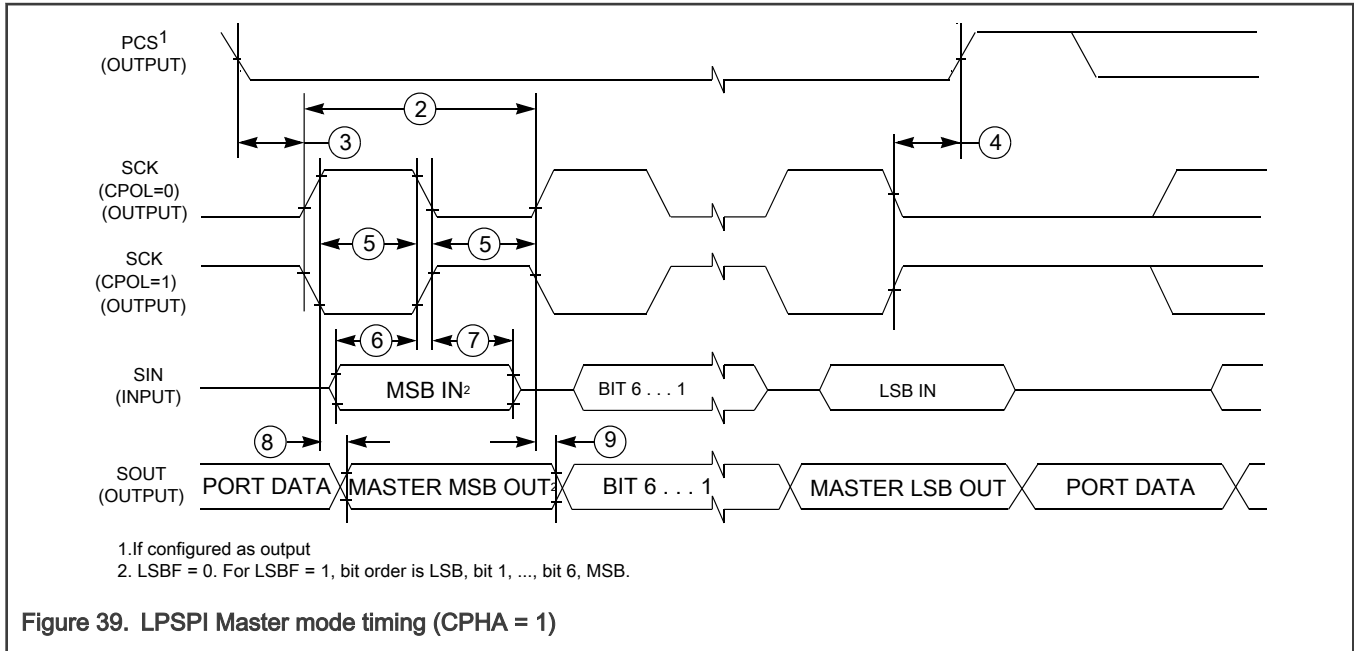 PCS1
(OUTPUT)
2
3
4
SCK
(CPOL=0)
(OUTPUT)
5
5
SCK
(CPOL=1)
(OUTPUT)
6
7
SIN
(INPUT)
MSB IN2
BIT 6 . . . 1
LSB IN
8
9
SOUT
(OUTPUT)
PORT DATA
MASTER MSB OUT2
BIT 6 . . . 1
MASTER LSB OUT
PORT DATA
1.If configured as output
2. LSBF = 0. For LSBF = 1, bit order is LSB, bit 1, ..., bit 6, MSB.
Figure 39. LPSPI Master mode timing (CPHA = 1)